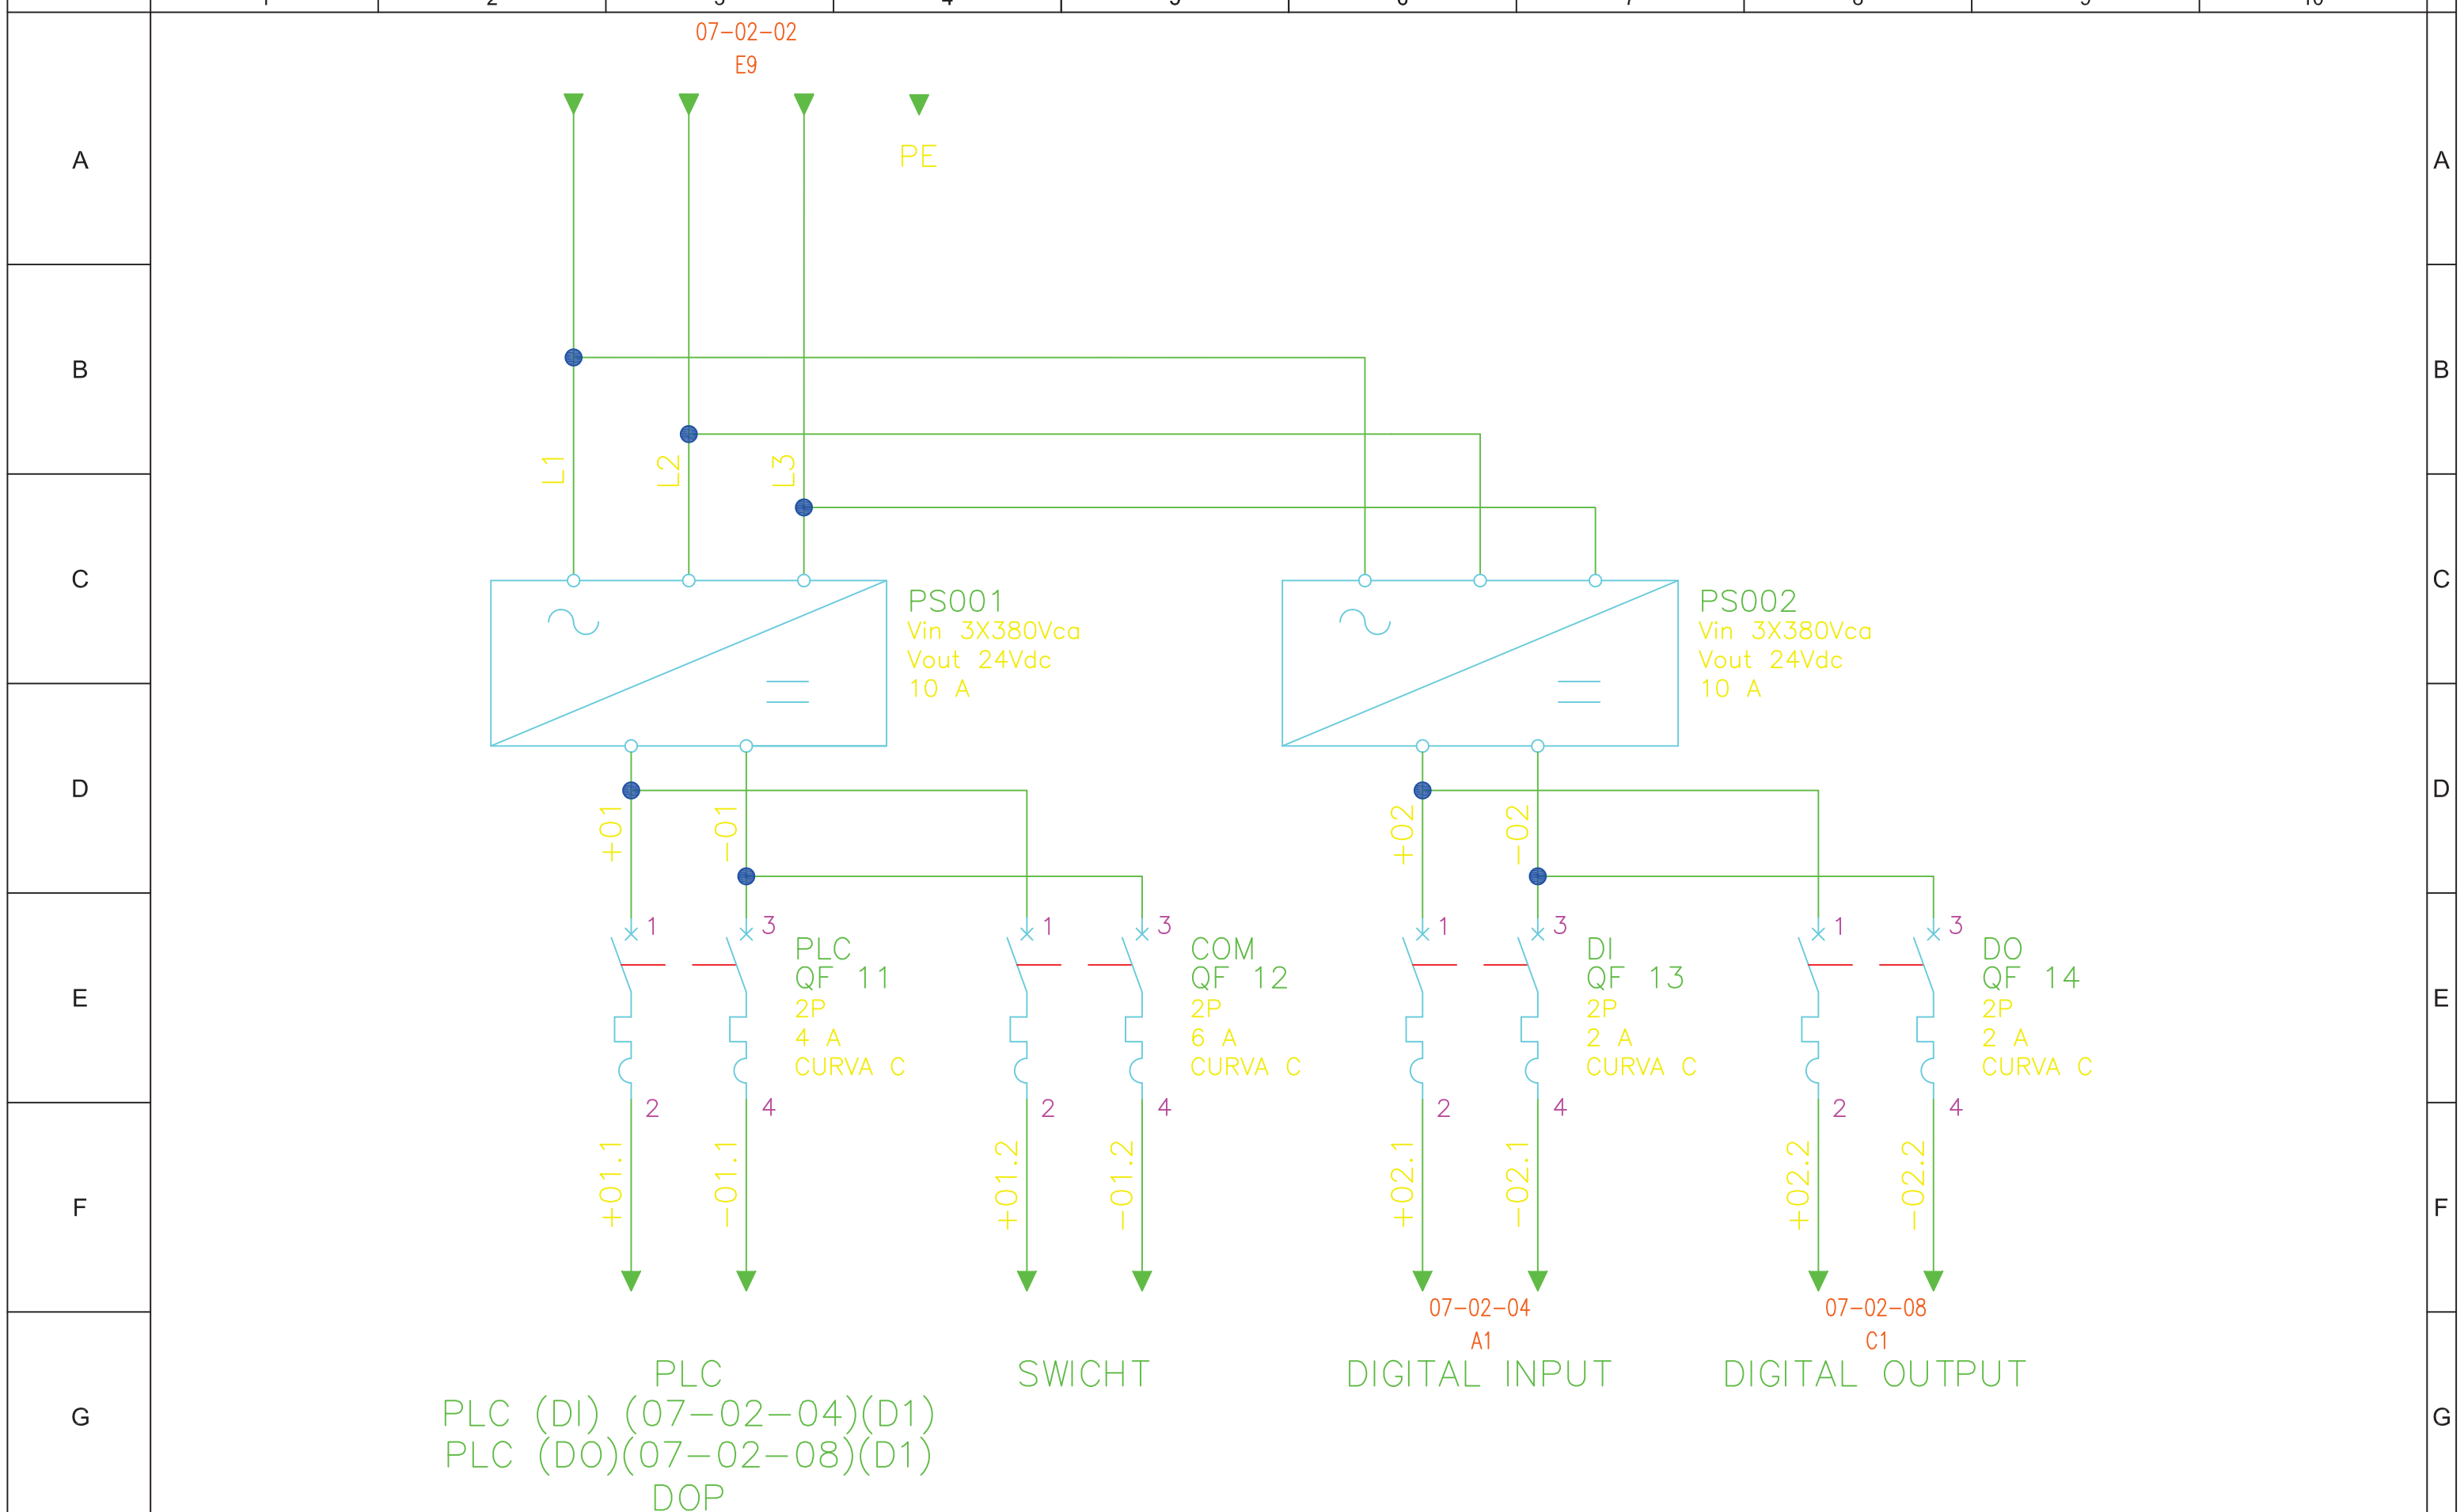 07-02-02
E9
PE
A
A
B
B
L1
L2
L3
C
C
PS001
Vin 3X380Vca
Vout 24Vdc
10 A
PS002
Vin 3X380Vca
Vout 24Vdc
10 A
D
D
+01
-01
+02
-02
1
3
1
3
1
3
1
3
PLC
QF 11
2P
4 A
CURVA C
COM
QF 12
2P
6 A
CURVA C
DI
QF 13
2P
2 A
CURVA C
DO
QF 14
2P
2 A
CURVA C
E
E
2
4
2
4
2
4
2
4
+01.1
-01.1
+01.2
-01.2
+02.1
-02.1
+02.2
-02.2
F
F
07-02-04
A1
07-02-08
C1
PLC
PLC (DI) (07-02-04)(D1)
PLC (DO)(07-02-08)(D1)
DOP
SWICHT
DIGITAL INPUT
DIGITAL OUTPUT
G
G